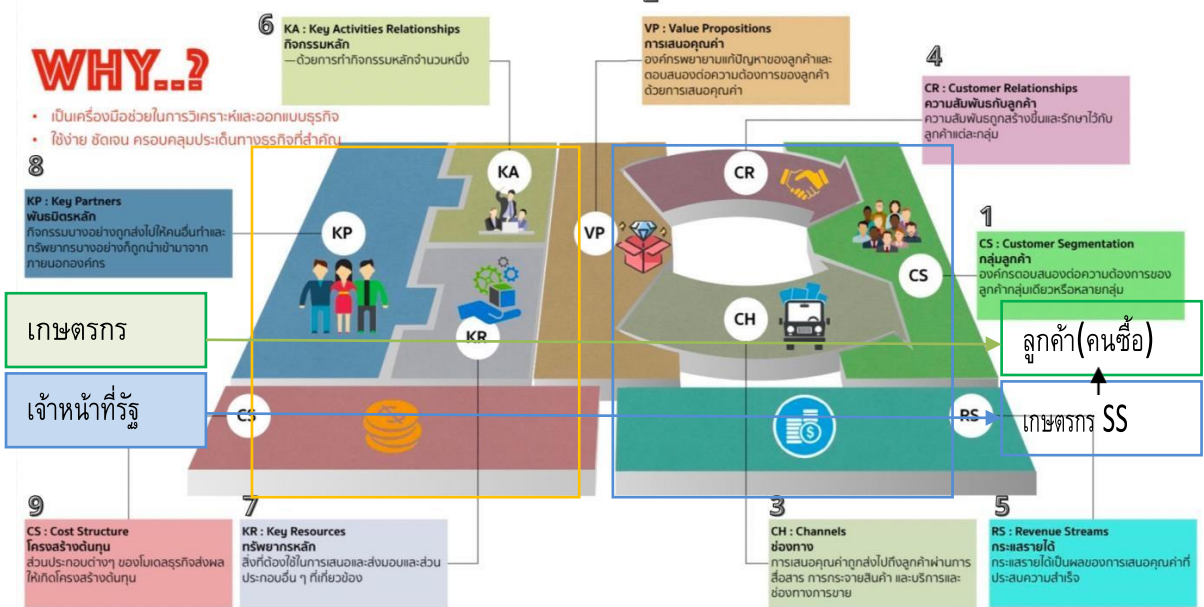 6
KA : Key Activities Relationships
กิจกรรมหลัก
—ด้วยการทำกิจกรรมหลักจำนวนหนึ่ง
VP : Value Propositions
การเสนอคุณค่า
องค์กรพยายามแก้ปัญหาของลูกค้าและ
ตอบสนองต่อความต้องการของลูกค้า
ด้วยการเสนอคุณค่า
4
CR : Customer Relationships
ความสัมพันธ์กับลูกค้า
ความสัมพันธ์ถูกสร้างขึ้นและรักษาไว้กับ
ลูกค้าแต่ละกลุ่ม
WHY..?
• เป็นเครื่องมือช่วยในการวิเคราะห์และออกแบบธุรกิจ
• ใช้ง่าย ชัดเจน ครอบคลุมประเด็นทางธุรกิจที่สำคัญ
8
KP : Key Partners
พันธมิตรหลัก
กิจกรรมบางอย่างถูกส่งไปให้คนอื่นทำและ
ทรัพยากรบางอย่างก็ถูกนำเข้ามาจาก
ภายนอกองค์กร
KA
CR
KP
VP
CS
KR
CH
1
CS : Customer Segmentation
กลุ่มลูกค้า
องค์กรตอบสนองต่อความต้องการของ
ลูกค้ากลุ่มเดียวหรือหลายกลุ่ม
เกษตรกร
ลูกค้า(คนซื้อ)
เจ้าหน้าที่รัฐ
CS
RS
เกษตรกร SS
9
CS : Cost Structure
โครงสร้างต้นทุน
ส่วนประกอบต่างๆ ของโมเดลธุรกิจส่งผล
ให้เกิดโครงสร้างต้นทุน
7
KR : Key Resources
ทรัพยากรหลัก
สิ่งที่ต้องใช้ในการเสนอและส่งมอบและส่วน
ประกอบอื่น ๆ ที่เกี่ยวข้อง
3
CH : Channels
ช่องทาง
การเสนอคุณค่าถูกส่งไปถึงลูกค้าผ่านการ
สื่อสาร การกระจายสินค้า และบริการและ
ช่องทางการขาย
5
RS : Revenue Streams
กระแสรายได้
กระแสรายได้เป็นผลของการเสนอคุณค่าที่
ประสบความสำเร็จ